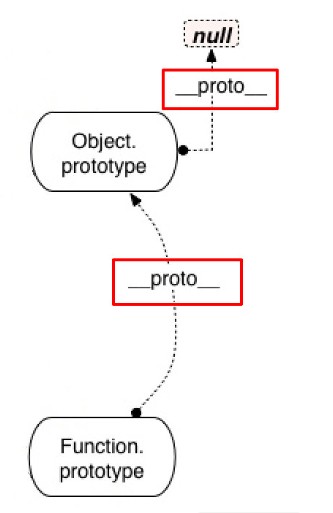 null
__proto__
Object.
prototype
__proto__
Function.
prototype